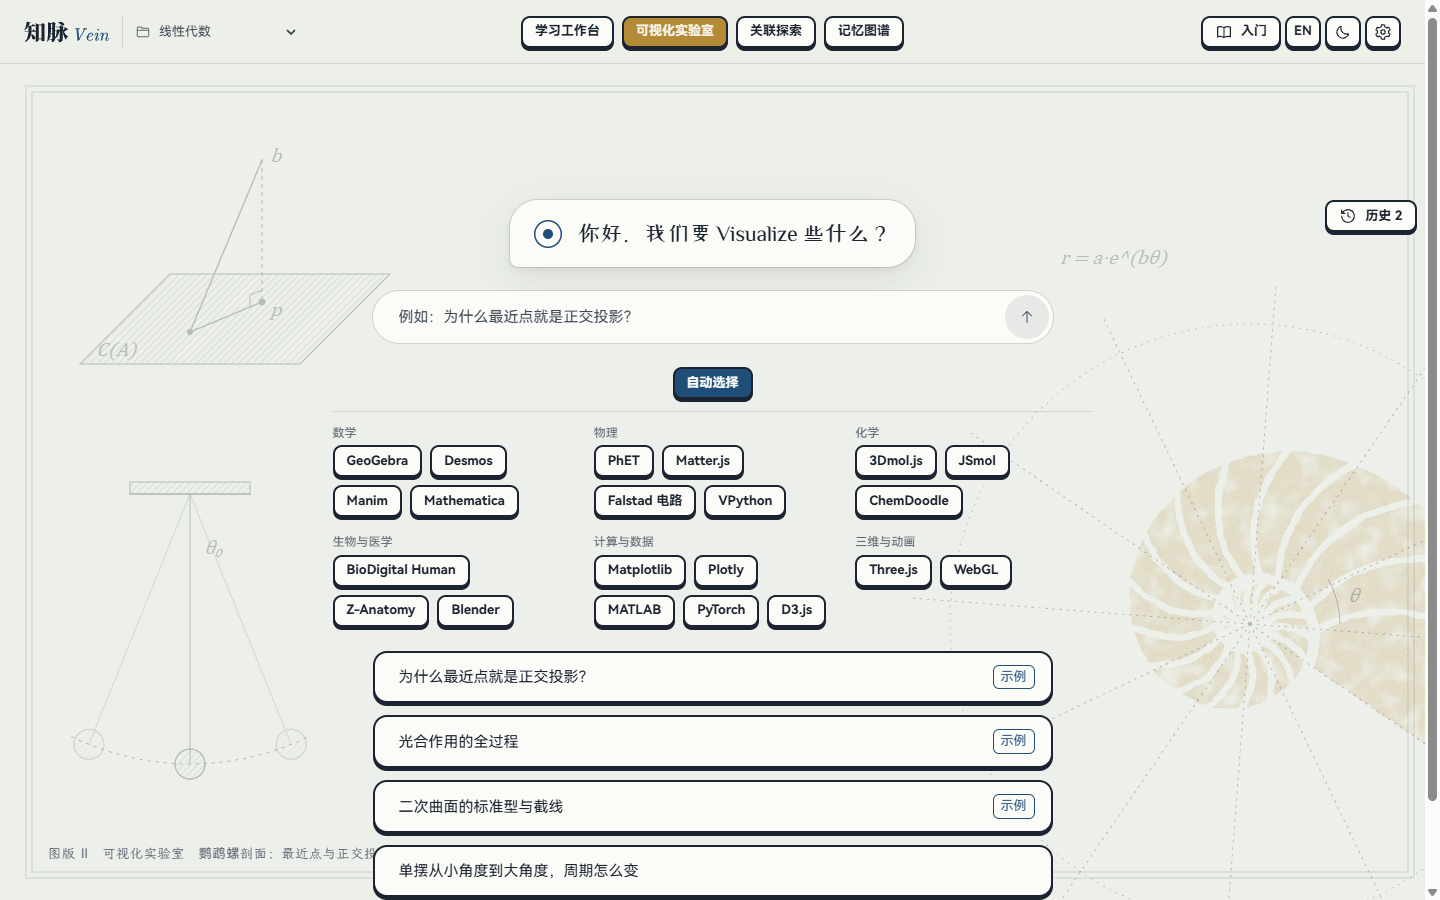 知脉 Vein
线性代数
学习工作台
可视化实验室
关联探索
记忆图谱
入门
EN
历史 2
b
p
C(A)
r = a·e^(bθ)
你好．我们要 Visualize 些什么？
例如：为什么最近点就是正交投影？
自动选择
数学
GeoGebra
Desmos
Manim
Mathematica
物理
PhET
Matter.js
Falstad 电路
VPython
化学
3Dmol.js
JSmol
ChemDoodle
生物与医学
BioDigital Human
Z-Anatomy
Blender
计算与数据
Matplotlib
Plotly
MATLAB
PyTorch
D3.js
三维与动画
Three.js
WebGL
θ₀
θ
为什么最近点就是正交投影？
示例
光合作用的全过程
示例
二次曲面的标准型与截线
示例
单摆从小角度到大角度，周期怎么变
图版 II 可视化实验室 鹦鹉螺剖面；最近点与正交投